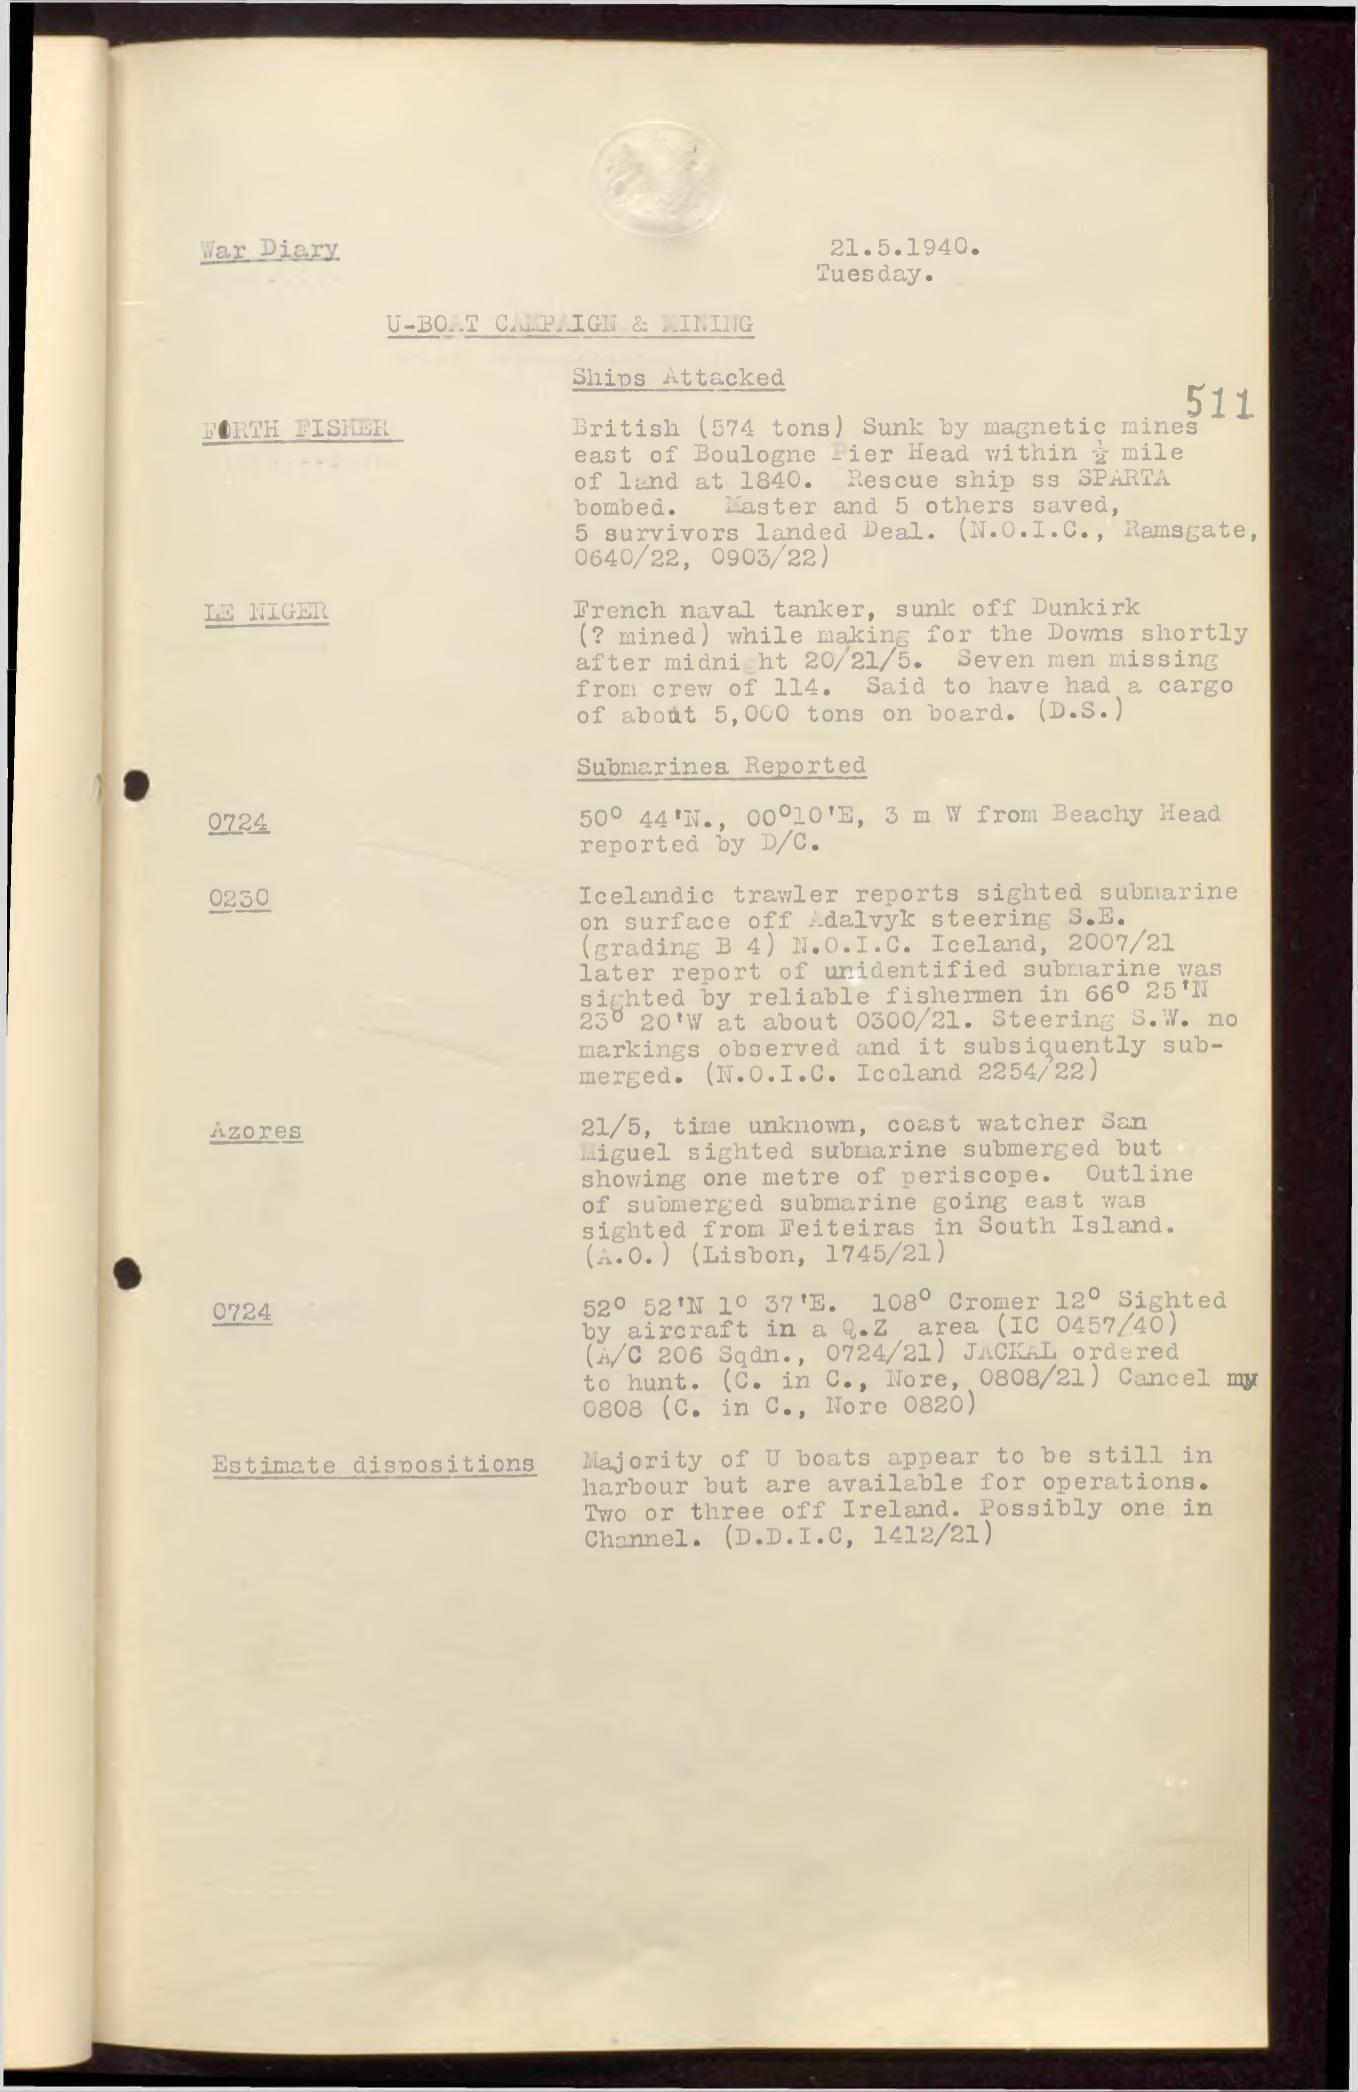 War Diary
21.5.1940.
Tuesday.
U-BOAT CAMPAIGN & MINING
Ships Attacked
511
FORTH FISHER
British (574 tons) Sunk by magnetic mines
east of Boulogne Pier Head within ½ mile
of land at 1840. Rescue ship ss SPARTA
bombed. Master and 5 others saved,
5 survivors landed Deal. (N.O.I.C., Ramsgate,
0640/22, 0903/22)
LE NIGER
French naval tanker, sunk off Dunkirk
(? mined) while making for the Downs shortly
after midnight 20/21/5. Seven men missing
from crew of 114. Said to have had a cargo
of about 5,000 tons on board. (D.S.)
Submarines Reported
0724
50° 44'N., 00°10'E, 3 m W from Beachy Head
reported by D/C.
0230
Icelandic trawler reports sighted submarine
on surface off Adalvyk steering S.E.
(grading B 4) N.O.I.C. Iceland, 2007/21
later report of unidentified submarine was
sighted by reliable fishermen in 66° 25'N
23° 20'W at about 0300/21. Steering S.W. no
markings observed and it subsiquently sub-
merged. (N.O.I.C. Iceland 2254/22)
Azores
21/5, time unknown, coast watcher San
Miguel sighted submarine submerged but
showing one metre of periscope. Outline
of submerged submarine going east was
sighted from Feiteiras in South Island.
(A.O.) (Lisbon, 1745/21)
0724
52° 52'N 1° 37'E. 108° Cromer 12° Sighted
by aircraft in a Q.Z area (IC 0457/40)
(A/C 206 Sqdn., 0724/21) JACKAL ordered
to hunt. (C. in C., Nore, 0808/21) Cancel my
0808 (C. in C., Nore 0820)
Estimate dispositions
Majority of U boats appear to be still in
harbour but are available for operations.
Two or three off Ireland. Possibly one in
Channel. (D.D.I.C, 1412/21)